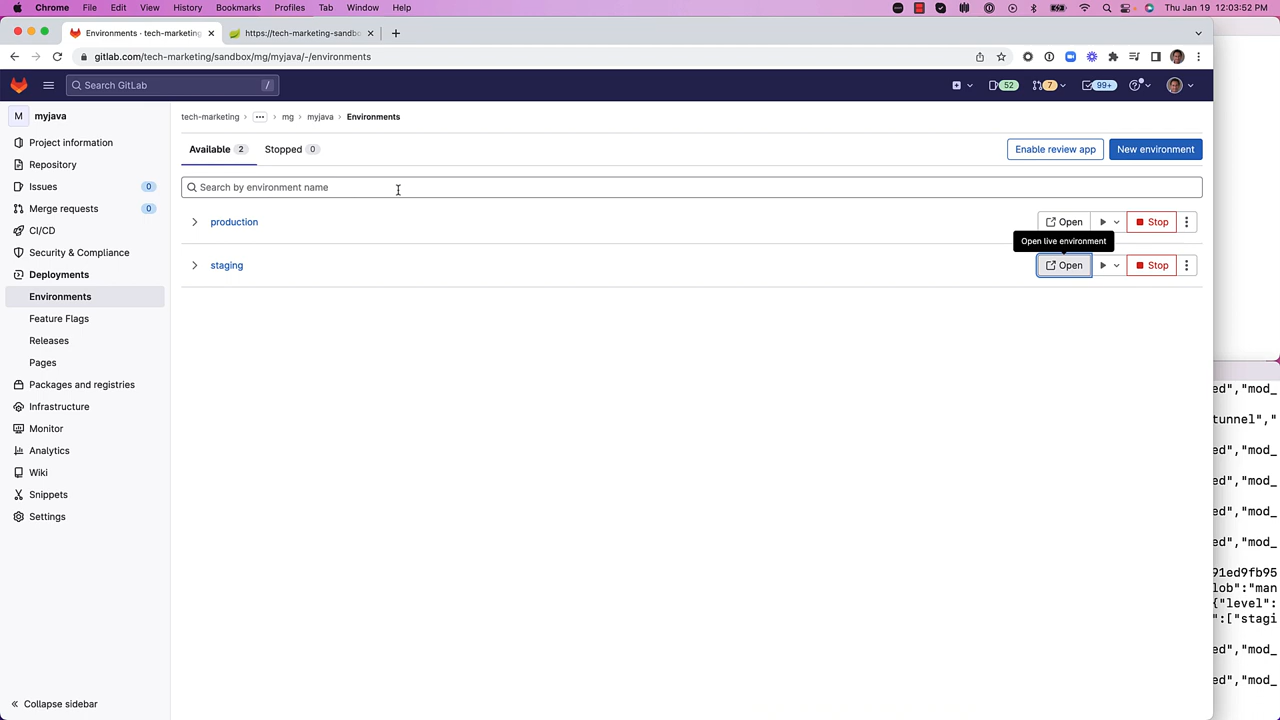 Chrome File Edit View History Bookmarks Profiles Tab Window Help Thu Jan 19 12:03:52 PM
Environments · tech-marketing
https://tech-marketing-sandbo
gitlab.com/tech-marketing/sandbox/mg/myjava/-/environments
Search GitLab /
52 7 99+
M myjava
Project information
Repository
Issues 0
Merge requests 0
CI/CD
Security & Compliance
Deployments
Environments
Feature Flags
Releases
Pages
Packages and registries
Infrastructure
Monitor
Analytics
Wiki
Snippets
Settings
Collapse sidebar
tech-marketing › ... › mg › myjava › Environments
Available 2 Stopped 0 Enable review app New environment
Search by environment name
production Open Stop
Open live environment
staging Open Stop
ed","mod_
tunnel","
ed","mod_
ed","mod_
ed","mod_
ed","mod_
91ed9fb95
lob":"man
{"level":
":["stagi
ed","mod_
ed","mod_